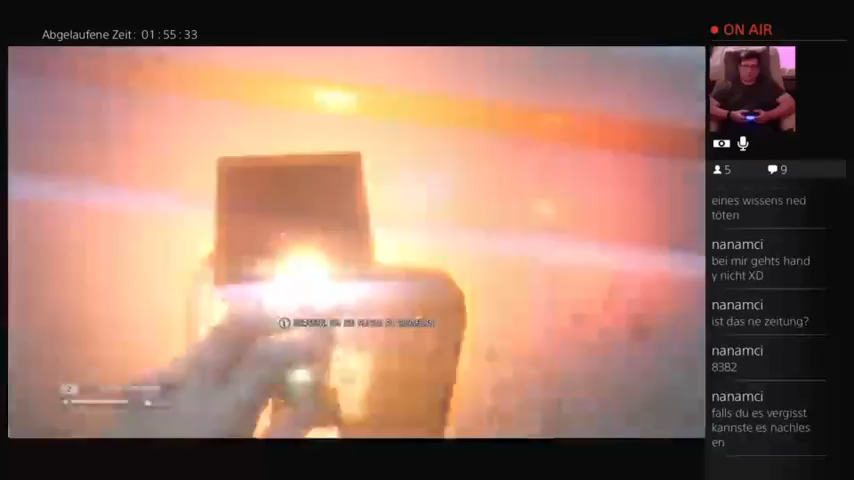 Abgelaufene Zeit: 01:55:33
ON AIR
5
9
eines wissens ned
töten
nanamci
bei mir gehts hand
y nicht XD
nanamci
ist das ne zeitung?
nanamci
8382
nanamci
falls du es vergisst
kannste es nachles
en